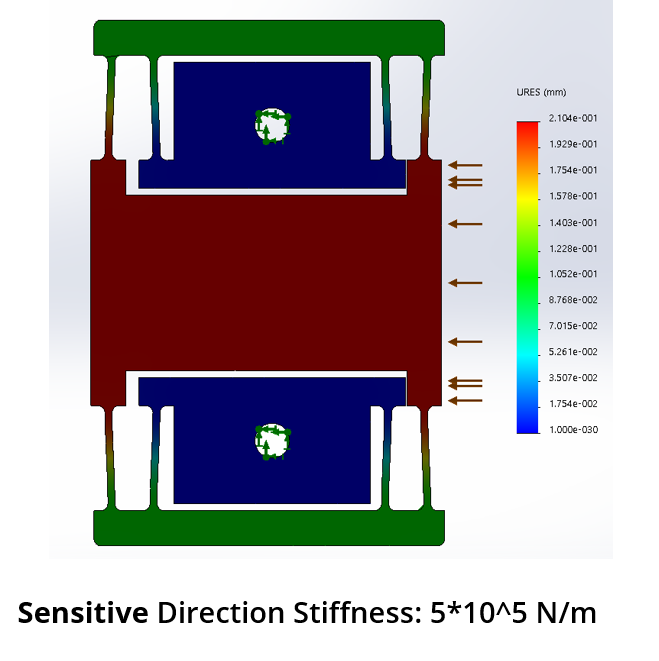 URES (mm)
2.104e-001
1.929e-001
1.754e-001
1.578e-001
1.403e-001
1.228e-001
1.052e-001
8.768e-002
7.015e-002
5.261e-002
3.507e-002
1.754e-002
1.000e-030
Sensitive Direction Stiffness: 5*10^5 N/m